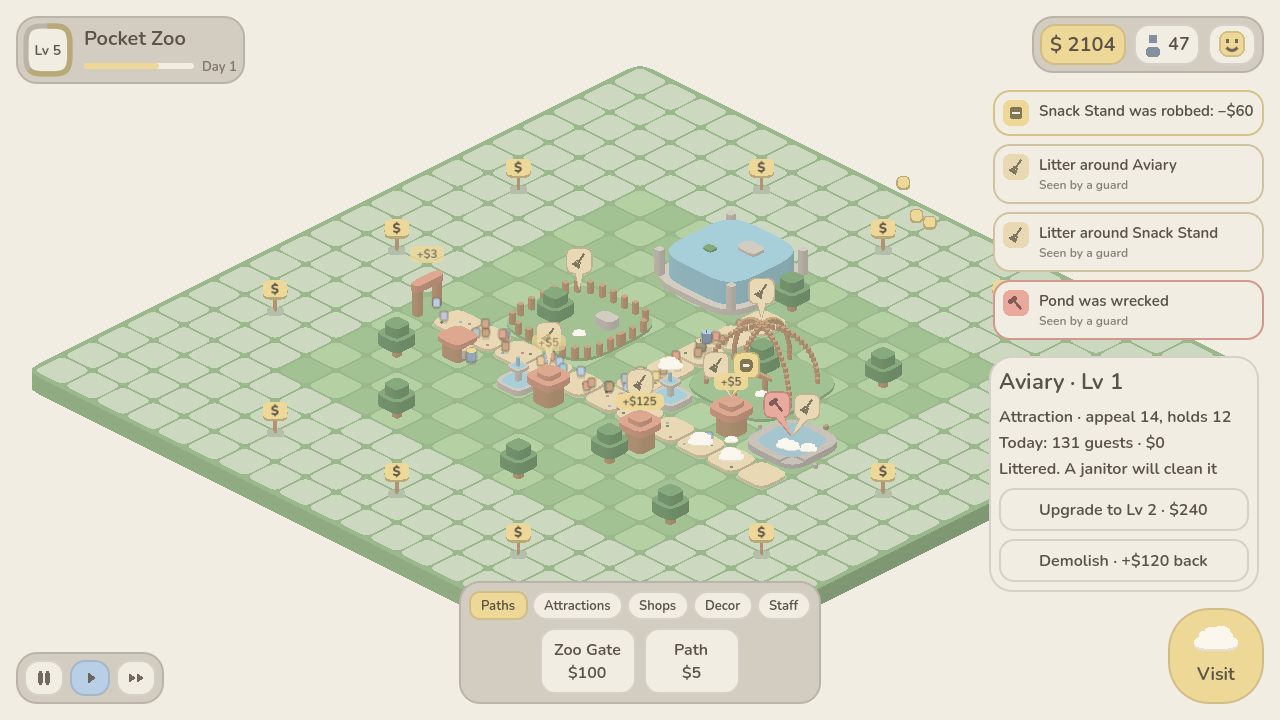 Lv 5
Pocket Zoo
Day 1
$ 2104
47
Snack Stand was robbed: −$60
Litter around Aviary
Seen by a guard
Litter around Snack Stand
Seen by a guard
Pond was wrecked
Seen by a guard
$
$
$
$
$
$
$
$
$
$
+$3
+$5
+$5
+$125
Aviary · Lv 1
Attraction · appeal 14, holds 12
Today: 131 guests · $0
Littered. A janitor will clean it
Upgrade to Lv 2 · $240
Demolish · +$120 back
Paths
Attractions
Shops
Decor
Staff
Zoo Gate
$100
Path
$5
Visit